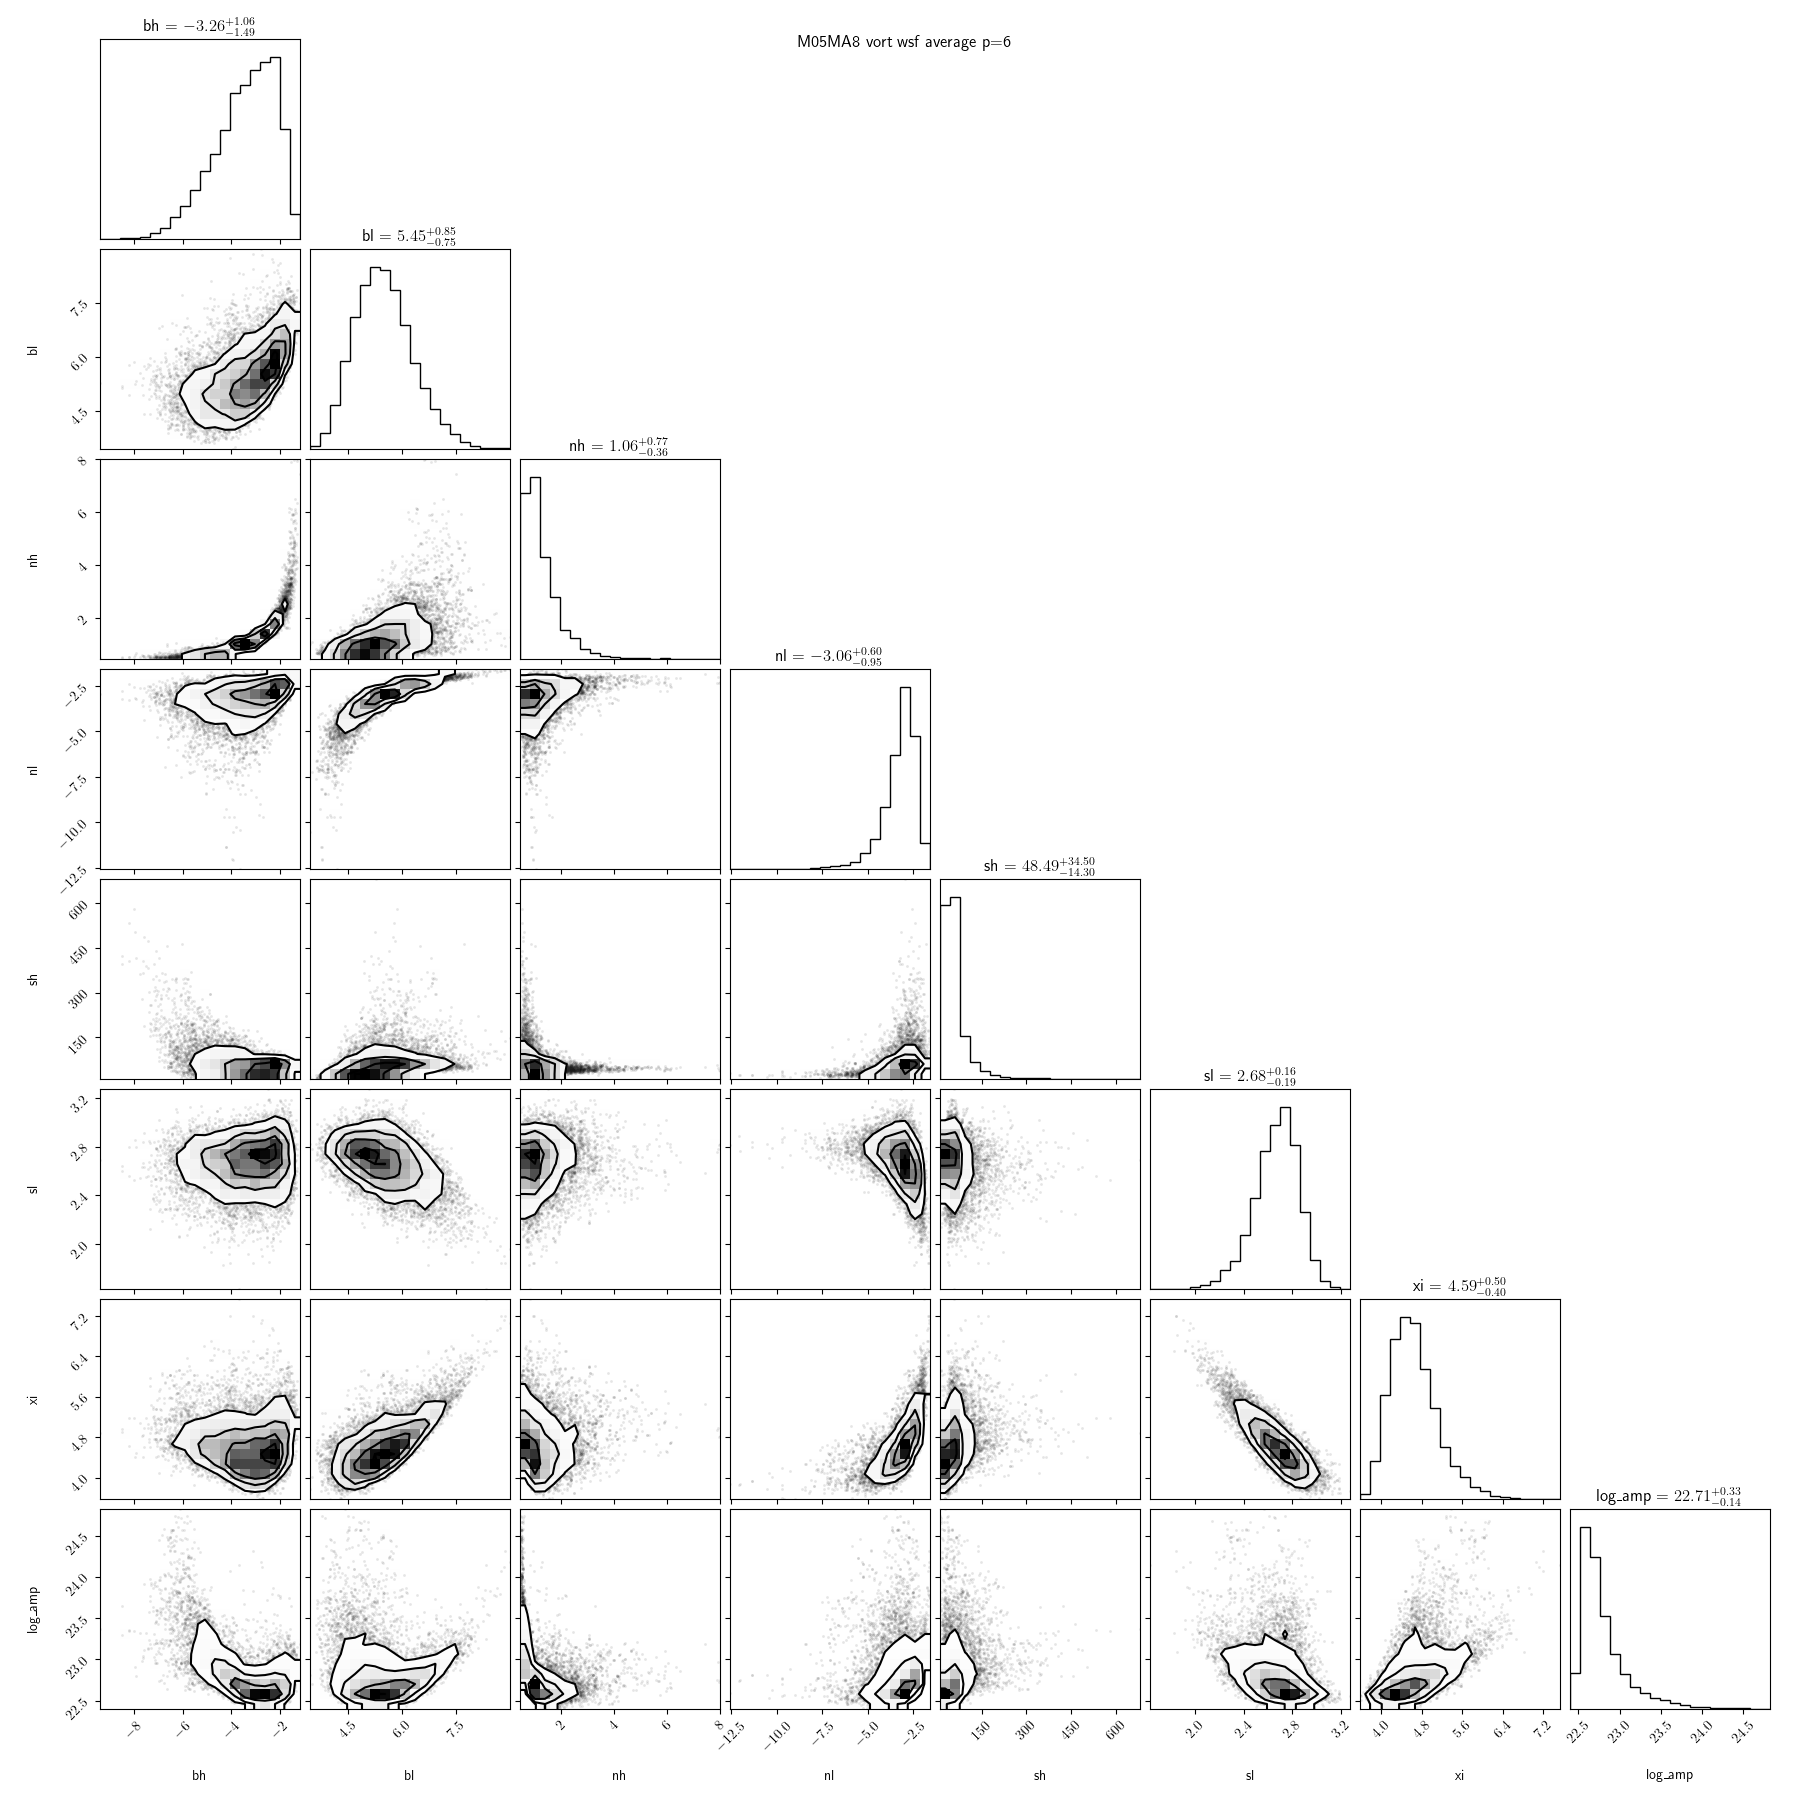 bh = −3.26+1.06−1.49
M05MA8 vort wsf average p=6
bl = 5.45+0.85−0.75
bl
7.5
6.0
4.5
nh = 1.06+0.77−0.36
nh
8
6
4
2
nl = −3.06+0.60−0.95
nl
−2.5
−5.0
−7.5
−10.0
−12.5
sh = 48.49+34.50−14.30
sh
600
450
300
150
sl = 2.68+0.16−0.19
sl
3.2
2.8
2.4
2.0
xi = 4.59+0.50−0.40
xi
7.2
6.4
5.6
4.8
4.0
log_amp = 22.71+0.33−0.14
log_amp
24.5
24.0
23.5
23.0
22.5
−8 −6 −4 −2 4.5 6.0 7.5 2 4 6 8 −12.5 −10.0 −7.5 −5.0 −2.5 150 300 450 600 2.0 2.4 2.8 3.2 4.0 4.8 5.6 6.4 7.2 22.5 23.0 23.5 24.0 24.5
bh bl nh nl sh sl xi log_amp